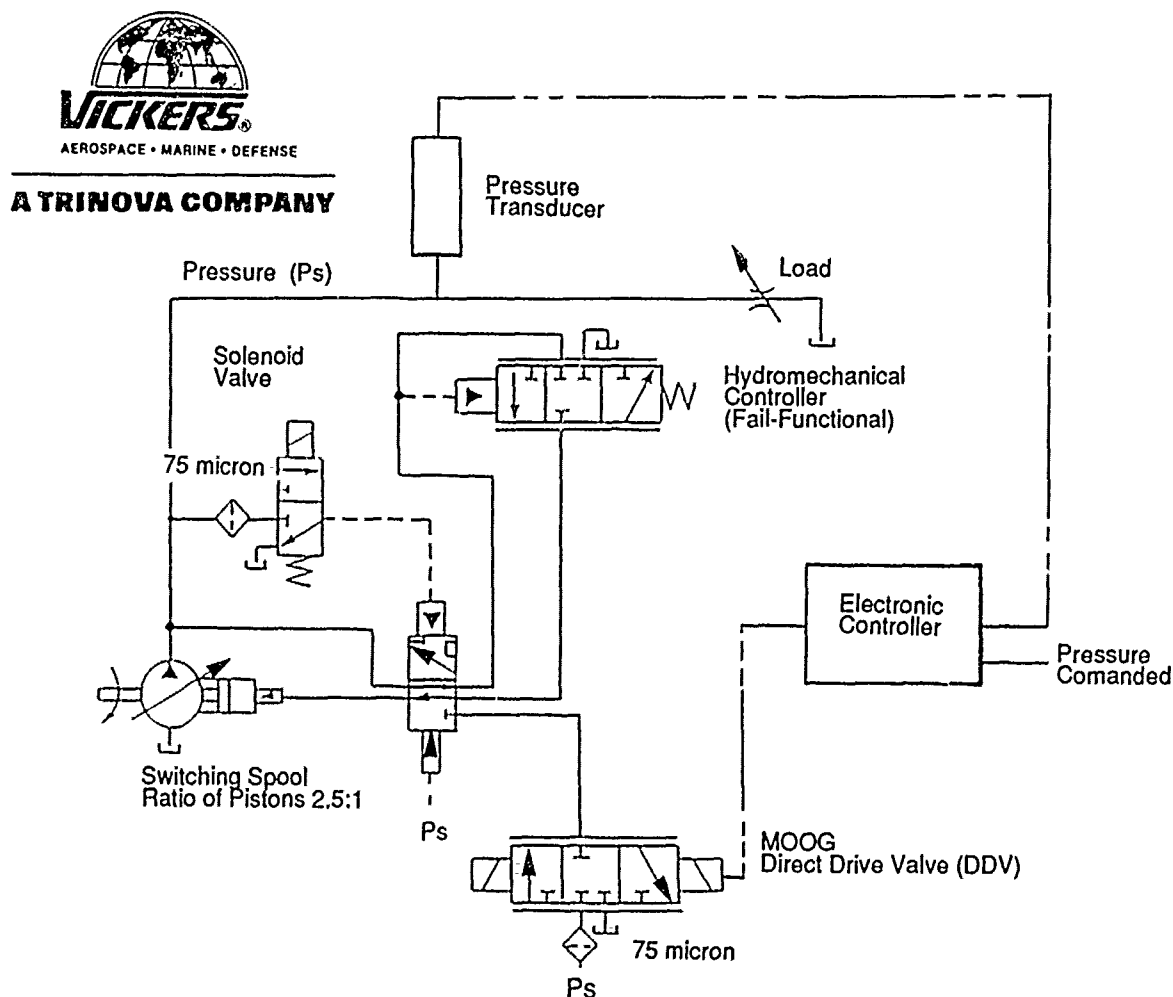 VICKERS®
AEROSPACE • MARINE • DEFENSE
A TRINOVA COMPANY
Pressure
Transducer
Pressure (Ps)
Load
Solenoid
Valve
Hydromechanical
Controller
(Fail-Functional)
75 micron
Electronic
Controller
Pressure
Comanded
Switching Spool
Ratio of Pistons 2.5:1
Ps
MOOG
Direct Drive Valve (DDV)
75 micron
Ps